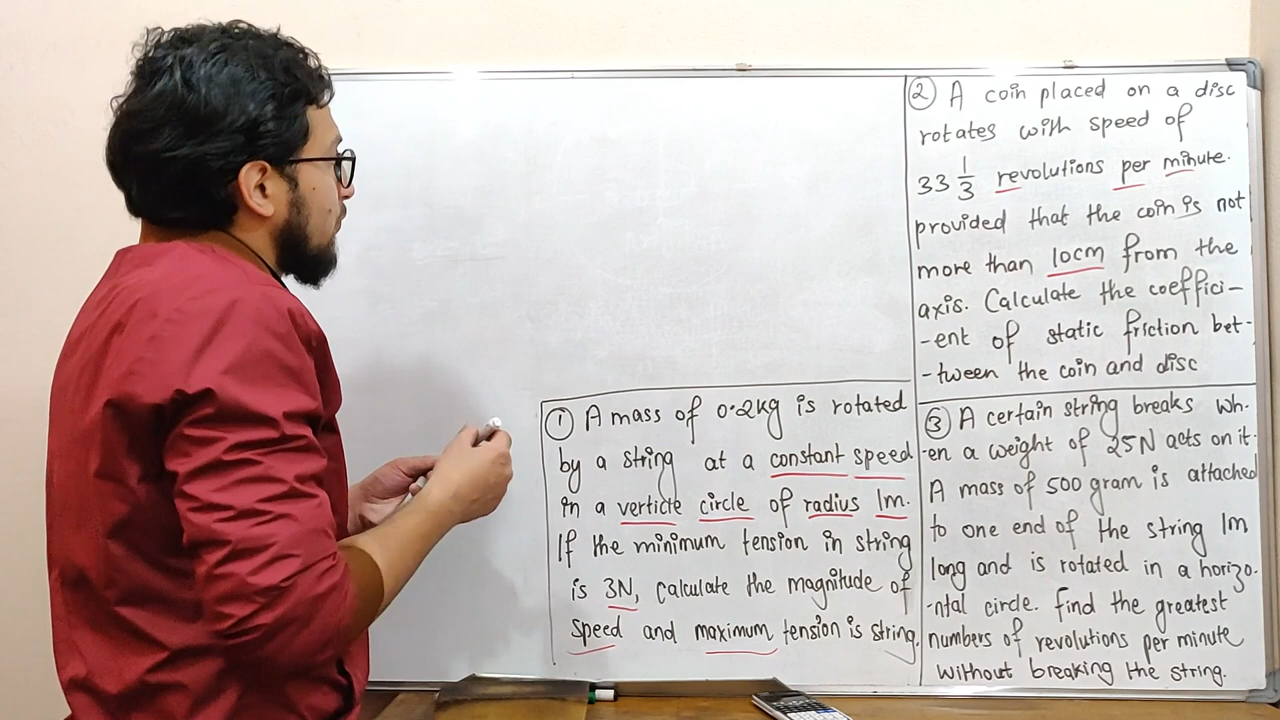 ② A coin placed on a disc
rotates with speed of
33 1/3 revolutions per minute.
provided that the coin is not
more than 10cm from the
axis. Calculate the coeffici-
-ent of static friction bet-
-tween the coin and disc
① A mass of 0.2kg is rotated
by a string at a constant speed
in a verticle circle of radius 1m.
If the minimum tension in string
is 3N, calculate the magnitude of
speed and maximum tension is string.
③ A certain string breaks wh-
-en a weight of 25N acts on it.
A mass of 500 gram is attached
to one end of the string 1m
long and is rotated in a horizo-
-ntal circle. find the greatest
numbers of revolutions per minute
without breaking the string.